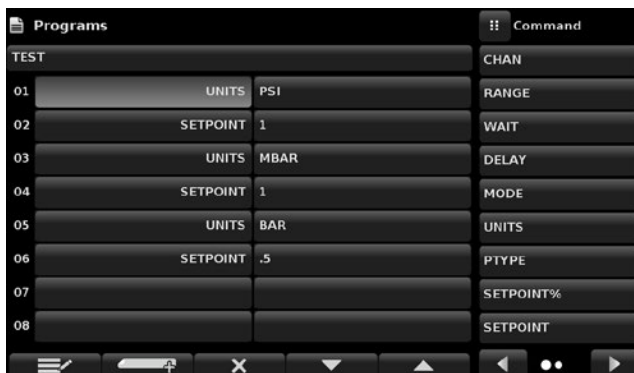 Programs
TEST
01 UNITS PSI
02 SETPOINT 1
03 UNITS MBAR
04 SETPOINT 1
05 UNITS BAR
06 SETPOINT .5
07
08
Command
CHAN
RANGE
WAIT
DELAY
MODE
UNITS
PTYPE
SETPOINT%
SETPOINT